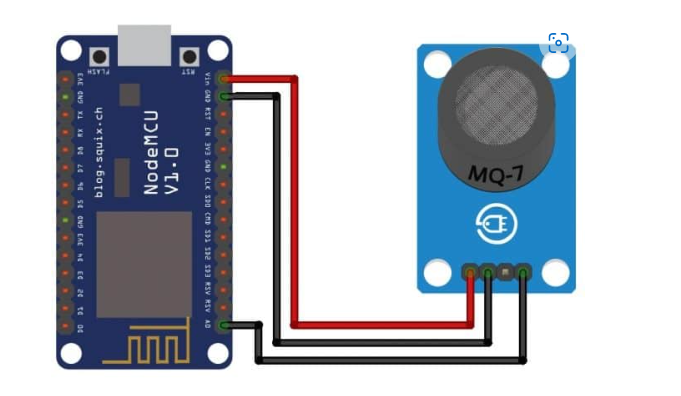 FLASH
RST
3V3
GND
TX
RX
D8
D7
D6
D5
GND
3V3
D4
D3
D2
D1
D0
blog.squix.ch
NodeMCU
V1.0
Vin
GND
RST
EN
3V3
GND
CLK
SD0
CMD
SD1
SD2
SD3
RSV
RSV
A0
MQ-7